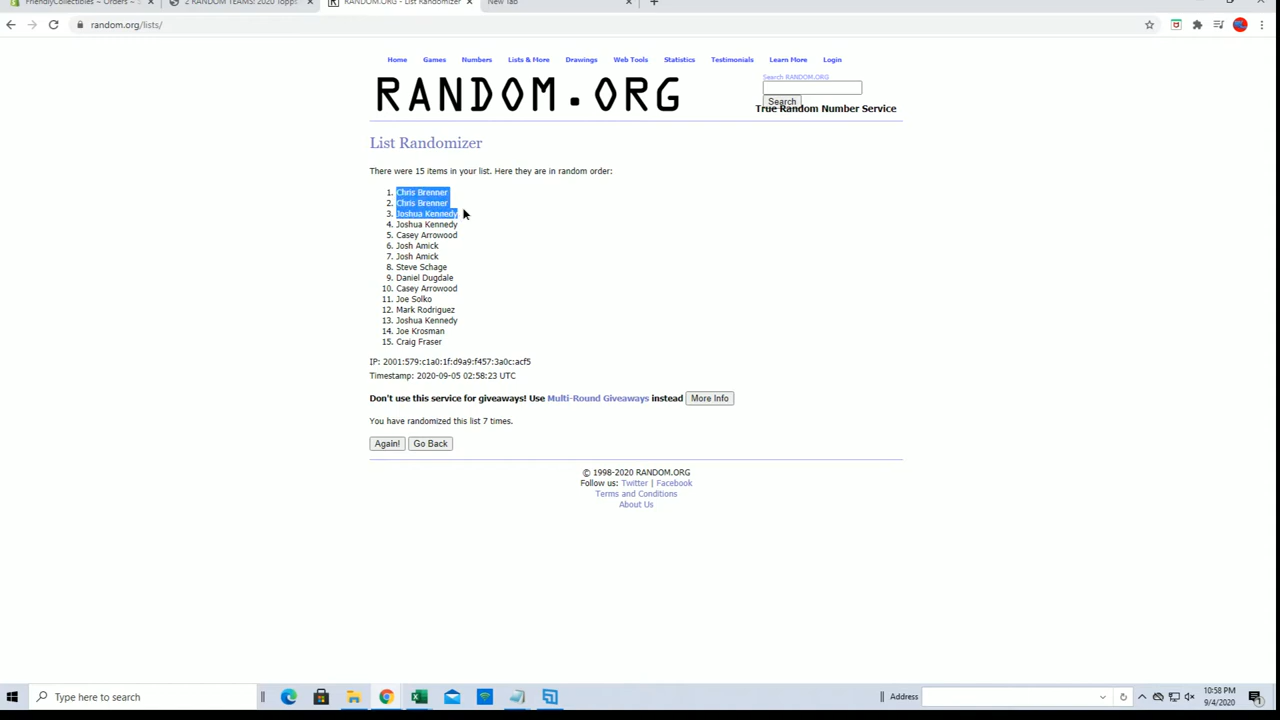 FriendlyCollectibles ~ Orders ~
2 RANDOM TEAMS! 2020 Topps
RANDOM.ORG - List Randomizer
New Tab
random.org/lists/
Home Games Numbers Lists & More Drawings Web Tools Statistics Testimonials Learn More Login
Search RANDOM.ORG
RANDOM.ORG
Search
True Random Number Service
List Randomizer
There were 15 items in your list. Here they are in random order:
1. Chris Brenner
2. Chris Brenner
3. Joshua Kennedy
4. Joshua Kennedy
5. Casey Arrowood
6. Josh Amick
7. Josh Amick
8. Steve Schage
9. Daniel Dugdale
10. Casey Arrowood
11. Joe Solko
12. Mark Rodriguez
13. Joshua Kennedy
14. Joe Krosman
15. Craig Fraser
IP: 2001:579:c1a0:1f:d9a9:f457:3a0c:acf5
Timestamp: 2020-09-05 02:58:23 UTC
Don't use this service for giveaways! Use Multi-Round Giveaways instead More Info
You have randomized this list 7 times.
Again! Go Back
© 1998-2020 RANDOM.ORG
Follow us: Twitter | Facebook
Terms and Conditions
About Us
Type here to search
Address
10:58 PM
9/4/2020